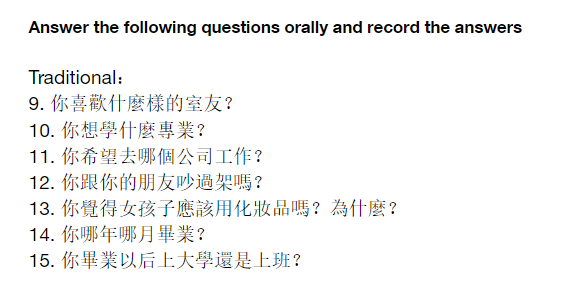 Answer the following questions orally and record the answers
Traditional：
9. 你喜歡什麼樣的室友？
10. 你想學什麼專業？
11. 你希望去哪個公司工作？
12. 你跟你的朋友吵過架嗎？
13. 你覺得女孩子應該用化妝品嗎？為什麼？
14. 你哪年哪月畢業？
15. 你畢業以后上大學還是上班？